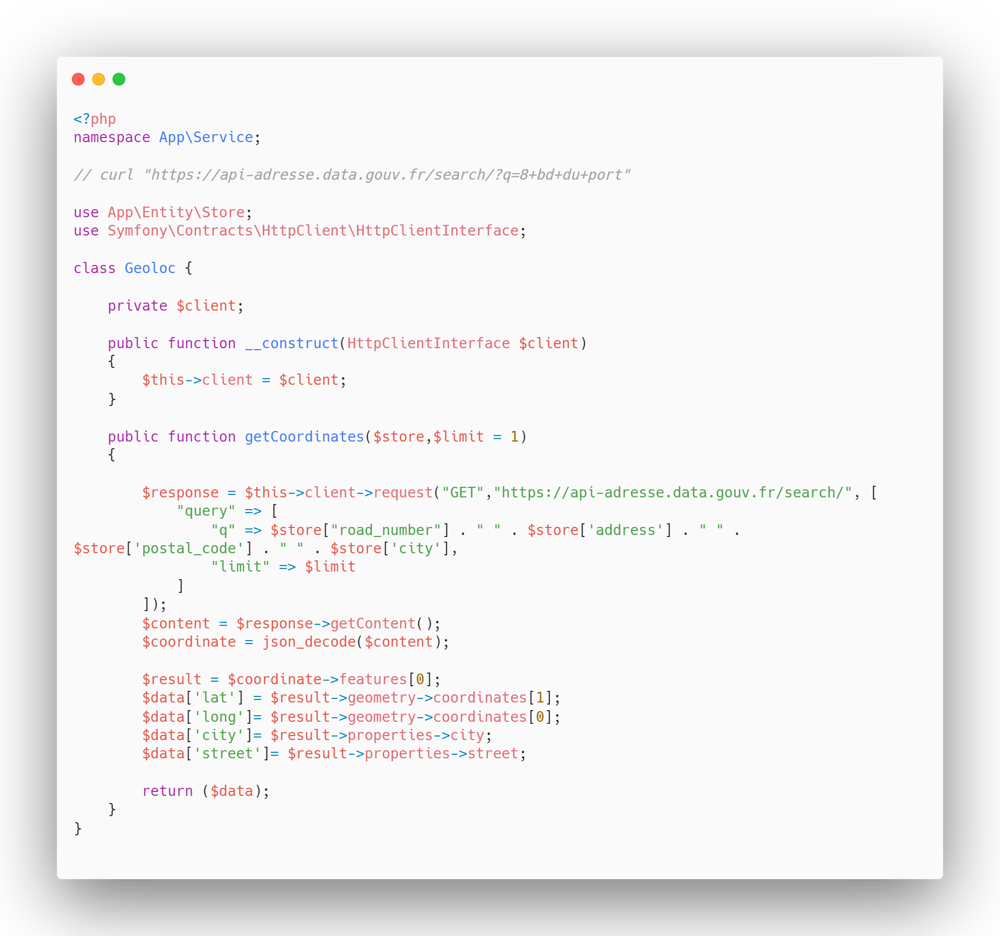 <?php
namespace App\Service;
// curl "https://api-adresse.data.gouv.fr/search/?q=8+bd+du+port"
use App\Entity\Store;
use Symfony\Contracts\HttpClient\HttpClientInterface;
class Geoloc {
    private $client;
    public function __construct(HttpClientInterface $client)
    {
        $this->client = $client;
    }
    public function getCoordinates($store,$limit = 1)
    {
        $response = $this->client->request("GET","https://api-adresse.data.gouv.fr/search/", [
            "query" => [
                "q" => $store["road_number"] . " " . $store['address'] . " " .
$store['postal_code'] . " " . $store['city'],
                "limit" => $limit
            ]
        ]);
        $content = $response->getContent();
        $coordinate = json_decode($content);
        $result = $coordinate->features[0];
        $data['lat'] = $result->geometry->coordinates[1];
        $data['long']= $result->geometry->coordinates[0];
        $data['city']= $result->properties->city;
        $data['street']= $result->properties->street;
        return ($data);
    }
}